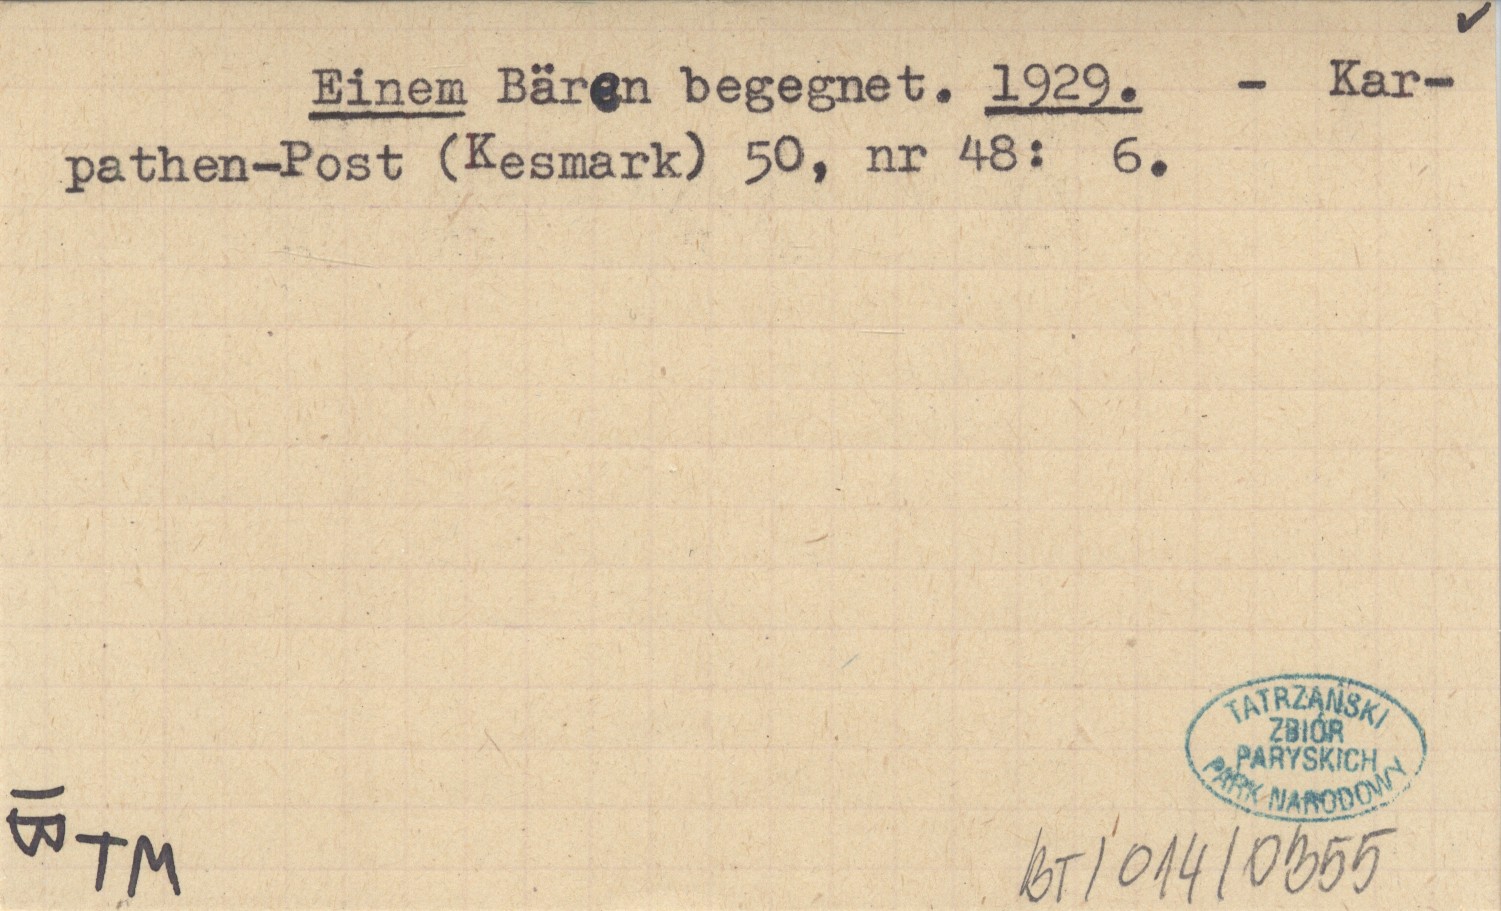 Einem Bären begegnet. 1929. - Kar-
pathen-Post (Kesmark) 50, nr 48: 6.
TATRZAŃSKI
ZBIÓR
PARYSKICH
PARK NARODOWY
IB
TM
BT/014/0355